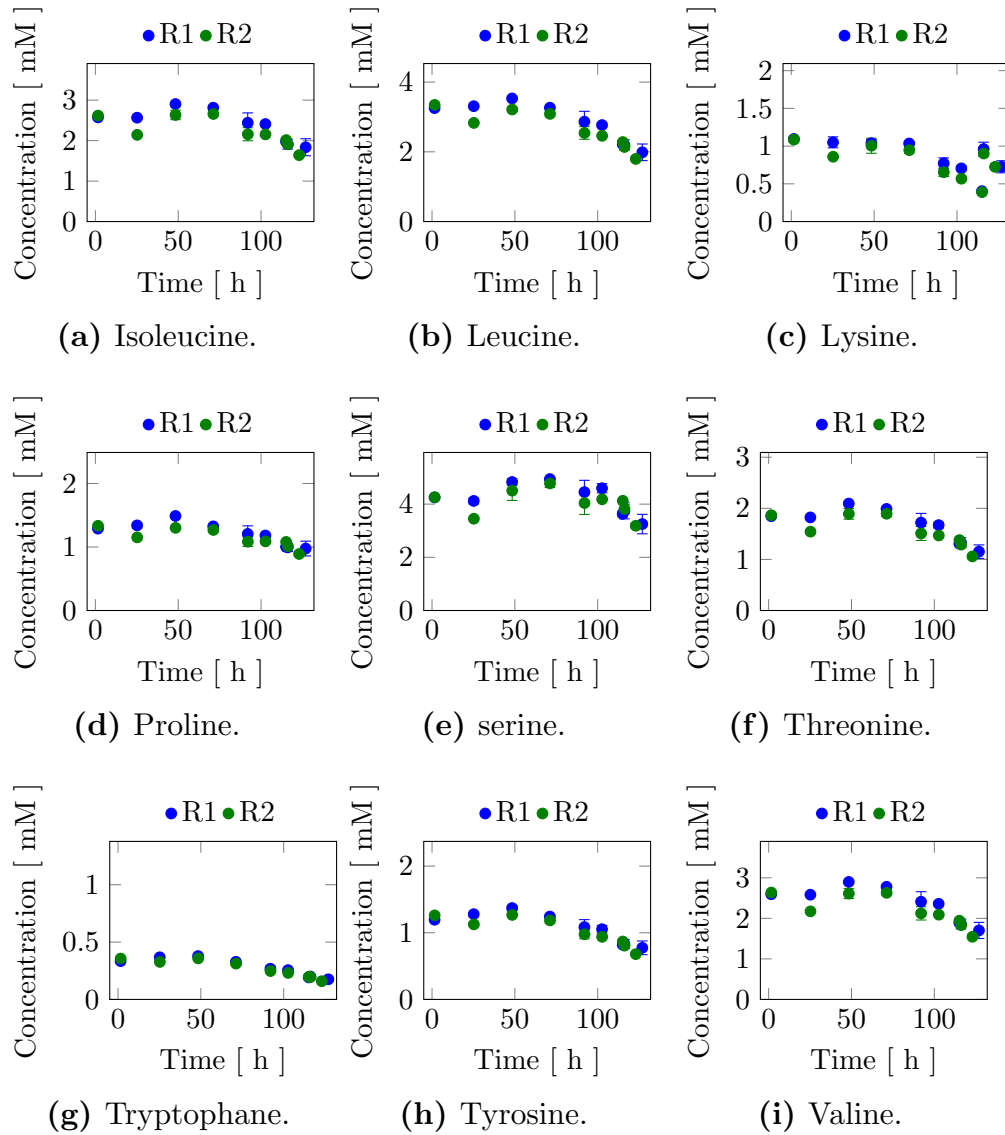 R1 R2 R1 R2 R1 R2
Concentration [ mM ] Concentration [ mM ] Concentration [ mM ]
3 4 2
2 1.5
1 2 1
0.5
0 0 0
0 50 100 0 50 100 0 50 100
Time [ h ] Time [ h ] Time [ h ]
(a) Isoleucine. (b) Leucine. (c) Lysine.
R1 R2 R1 R2 R1 R2
Concentration [ mM ] Concentration [ mM ] Concentration [ mM ]
2 4 3
1 2 2
1
0 0 0
0 50 100 0 50 100 0 50 100
Time [ h ] Time [ h ] Time [ h ]
(d) Proline. (e) serine. (f) Threonine.
R1 R2 R1 R2 R1 R2
Concentration [ mM ] Concentration [ mM ] Concentration [ mM ]
1 2 3
0.5 1 2
1
0 0 0
0 50 100 0 50 100 0 50 100
Time [ h ] Time [ h ] Time [ h ]
(g) Tryptophane. (h) Tyrosine. (i) Valine.